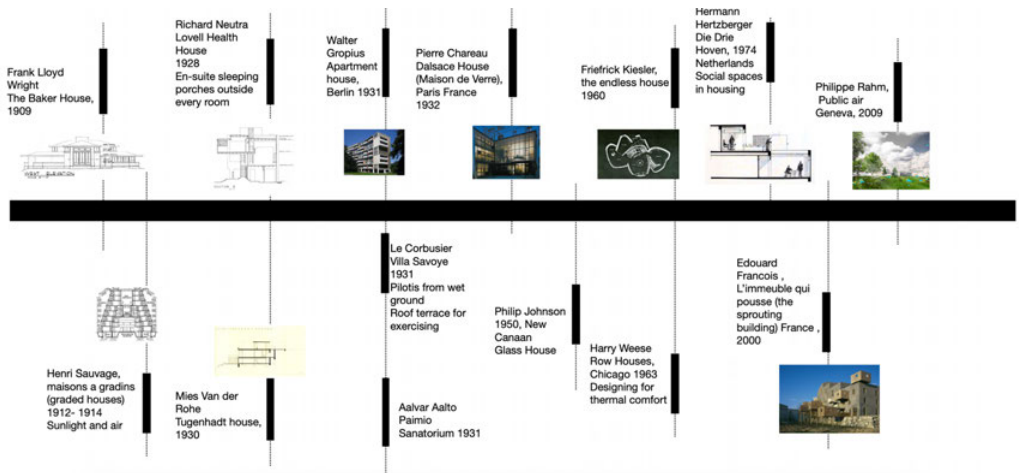 Frank Lloyd
Wright
The Baker House,
1909
Richard Neutra
Lovell Health
House
1928
En-suite sleeping
porches outside
every room
Walter
Gropius
Apartment
house,
Berlin 1931
Pierre Chareau
Dalsace House
(Maison de Verre),
Paris France
1932
Friefrick Kiesler,
the endless house
1960
Hermann
Hertzberger
Die Drie
Hoven, 1974
Netherlands
Social spaces
in housing
Philippe Rahm,
Public air
Geneva, 2009
Henri Sauvage,
maisons a gradins
(graded houses)
1912- 1914
Sunlight and air
Mies Van der
Rohe
Tugenhadt house,
1930
Le Corbusier
Villa Savoye
1931
Pilotis from wet
ground
Roof terrace for
exercising
Aalvar Aalto
Paimio
Sanatorium 1931
Philip Johnson
1950, New
Canaan
Glass House
Harry Weese
Row Houses,
Chicago 1963
Designing for
thermal comfort
Edouard
Francois ,
L'immeuble qui
pousse (the
sprouting
building) France ,
2000